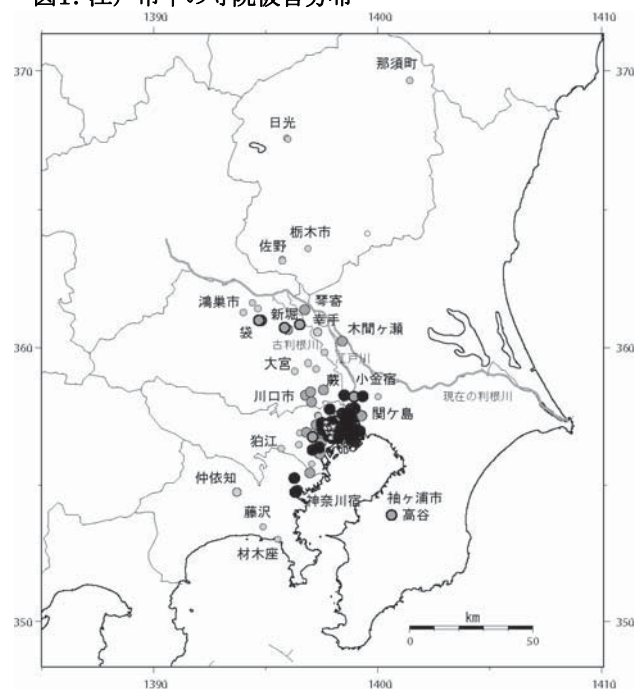 図1. 江戸市中の寺院被害分布
1390
1400
1410
370
那須町
日光
栃木市
佐野
鴻巣市
琴寄
新堀
幸手
袋
木間ヶ瀬
古利根川
江戸川
360
大宮
蕨
小金宿
川口市
現在の利根川
関ケ島
狛江
仲依知
神奈川宿
袖ヶ浦市
高谷
藤沢
材木座
km
0
50
350
1390
1400
1410